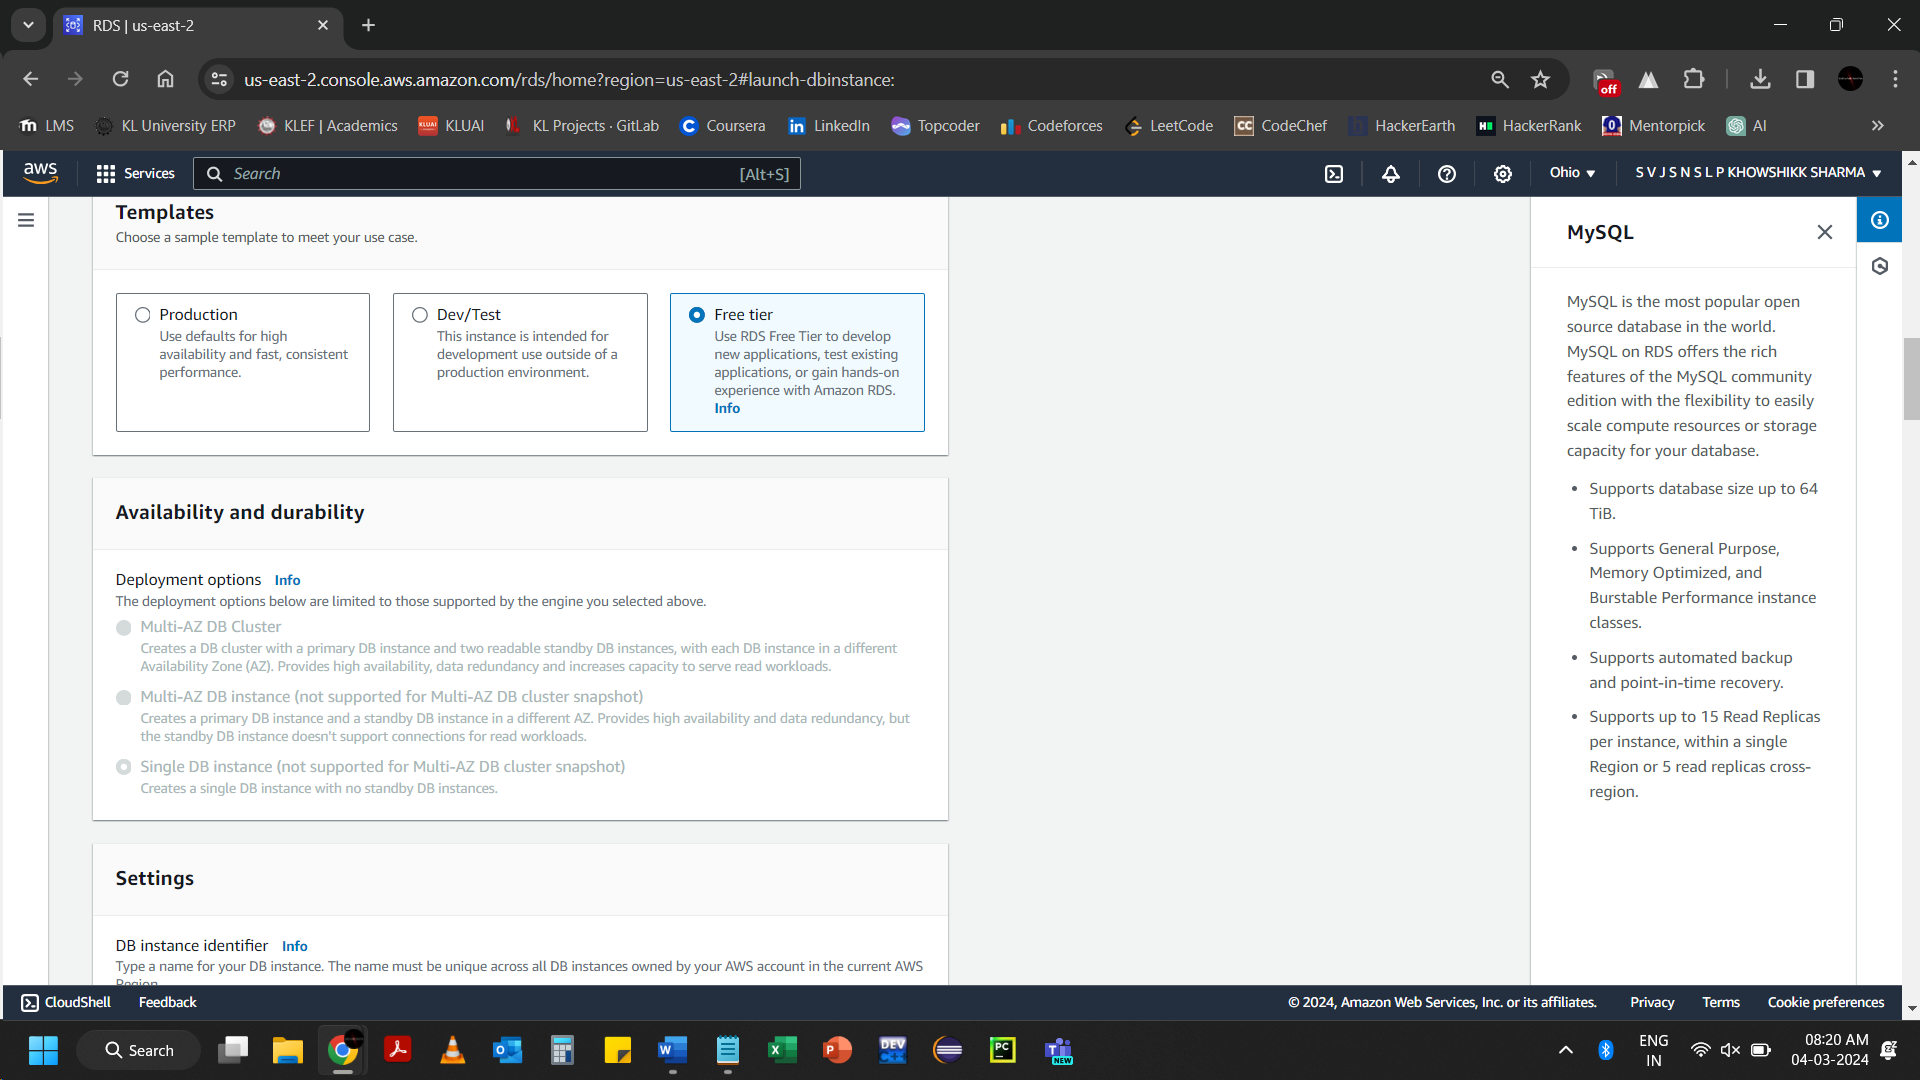 RDS | us-east-2
us-east-2.console.aws.amazon.com/rds/home?region=us-east-2#launch-dbinstance:
off
LMS
KL University ERP
KLEF | Academics
KLUAI
KL Projects · GitLab
Coursera
LinkedIn
Topcoder
Codeforces
LeetCode
CodeChef
HackerEarth
HackerRank
Mentorpick
AI
aws
Services
Search
[Alt+S]
Ohio
S V J S N S L P KHOWSHIKK SHARMA
Templates
Choose a sample template to meet your use case.
Production
Use defaults for high
availability and fast, consistent
performance.
Dev/Test
This instance is intended for
development use outside of a
production environment.
Free tier
Use RDS Free Tier to develop
new applications, test existing
applications, or gain hands-on
experience with Amazon RDS.
Info
Availability and durability
Deployment options Info
The deployment options below are limited to those supported by the engine you selected above.
Multi-AZ DB Cluster
Creates a DB cluster with a primary DB instance and two readable standby DB instances, with each DB instance in a different
Availability Zone (AZ). Provides high availability, data redundancy and increases capacity to serve read workloads.
Multi-AZ DB instance (not supported for Multi-AZ DB cluster snapshot)
Creates a primary DB instance and a standby DB instance in a different AZ. Provides high availability and data redundancy, but
the standby DB instance doesn't support connections for read workloads.
Single DB instance (not supported for Multi-AZ DB cluster snapshot)
Creates a single DB instance with no standby DB instances.
Settings
DB instance identifier Info
Type a name for your DB instance. The name must be unique across all DB instances owned by your AWS account in the current AWS
Region.
MySQL
MySQL is the most popular open
source database in the world.
MySQL on RDS offers the rich
features of the MySQL community
edition with the flexibility to easily
scale compute resources or storage
capacity for your database.
• Supports database size up to 64
TiB.
• Supports General Purpose,
Memory Optimized, and
Burstable Performance instance
classes.
• Supports automated backup
and point-in-time recovery.
• Supports up to 15 Read Replicas
per instance, within a single
Region or 5 read replicas cross-
region.
CloudShell
Feedback
© 2024, Amazon Web Services, Inc. or its affiliates.
Privacy
Terms
Cookie preferences
Search
ENG
IN
08:20 AM
04-03-2024